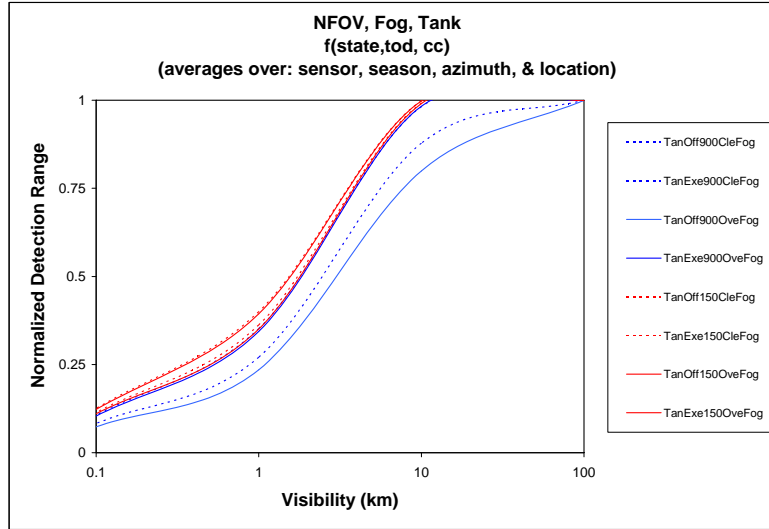 NFOV, Fog, Tank
f(state,tod, cc)
(averages over: sensor, season, azimuth, & location)
Normalized Detection Range
1
0.75
0.5
0.25
0
0.1
1
10
100
Visibility (km)
TanOff900CleFog
TanExe900CleFog
TanOff900OveFog
TanExe900OveFog
TanOff150CleFog
TanExe150CleFog
TanOff150OveFog
TanExe150OveFog